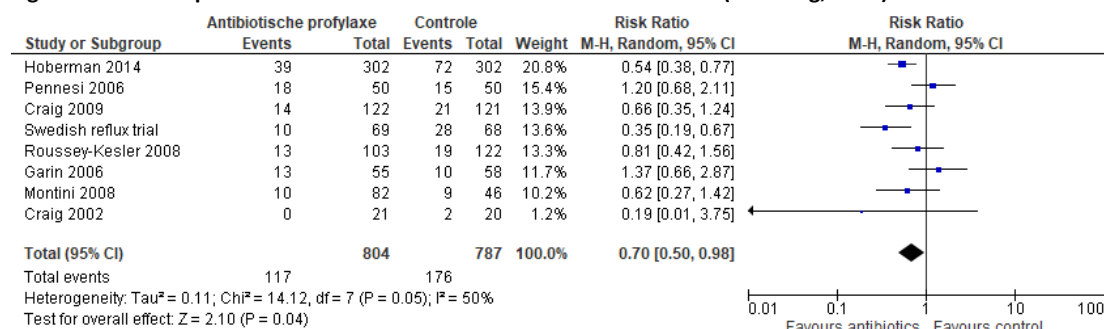 Antibiotische profylaxe Controle Risk Ratio Risk Ratio
Study or Subgroup Events Total Events Total Weight M-H, Random, 95% CI M-H, Random, 95% CI
Hoberman 2014 39 302 72 302 20.8% 0.54 [0.38, 0.77]
Pennesi 2006 18 50 15 50 15.4% 1.20 [0.68, 2.11]
Craig 2009 14 122 21 121 13.9% 0.66 [0.35, 1.24]
Swedish reflux trial 10 69 28 68 13.6% 0.35 [0.19, 0.67]
Roussey-Kesler 2008 13 103 19 122 13.3% 0.81 [0.42, 1.56]
Garin 2006 13 55 10 58 11.7% 1.37 [0.66, 2.87]
Montini 2008 10 82 9 46 10.2% 0.62 [0.27, 1.42]
Craig 2002 0 21 2 20 1.2% 0.19 [0.01, 3.75]
Total (95% CI) 804 787 100.0% 0.70 [0.50, 0.98]
Total events 117 176
Heterogeneity: Tau² = 0.11; Chi² = 14.12, df = 7 (P = 0.05); I² = 50%
Test for overall effect: Z = 2.10 (P = 0.04)
0.01 0.1 1 10 100
Favours antibiotics Favours control